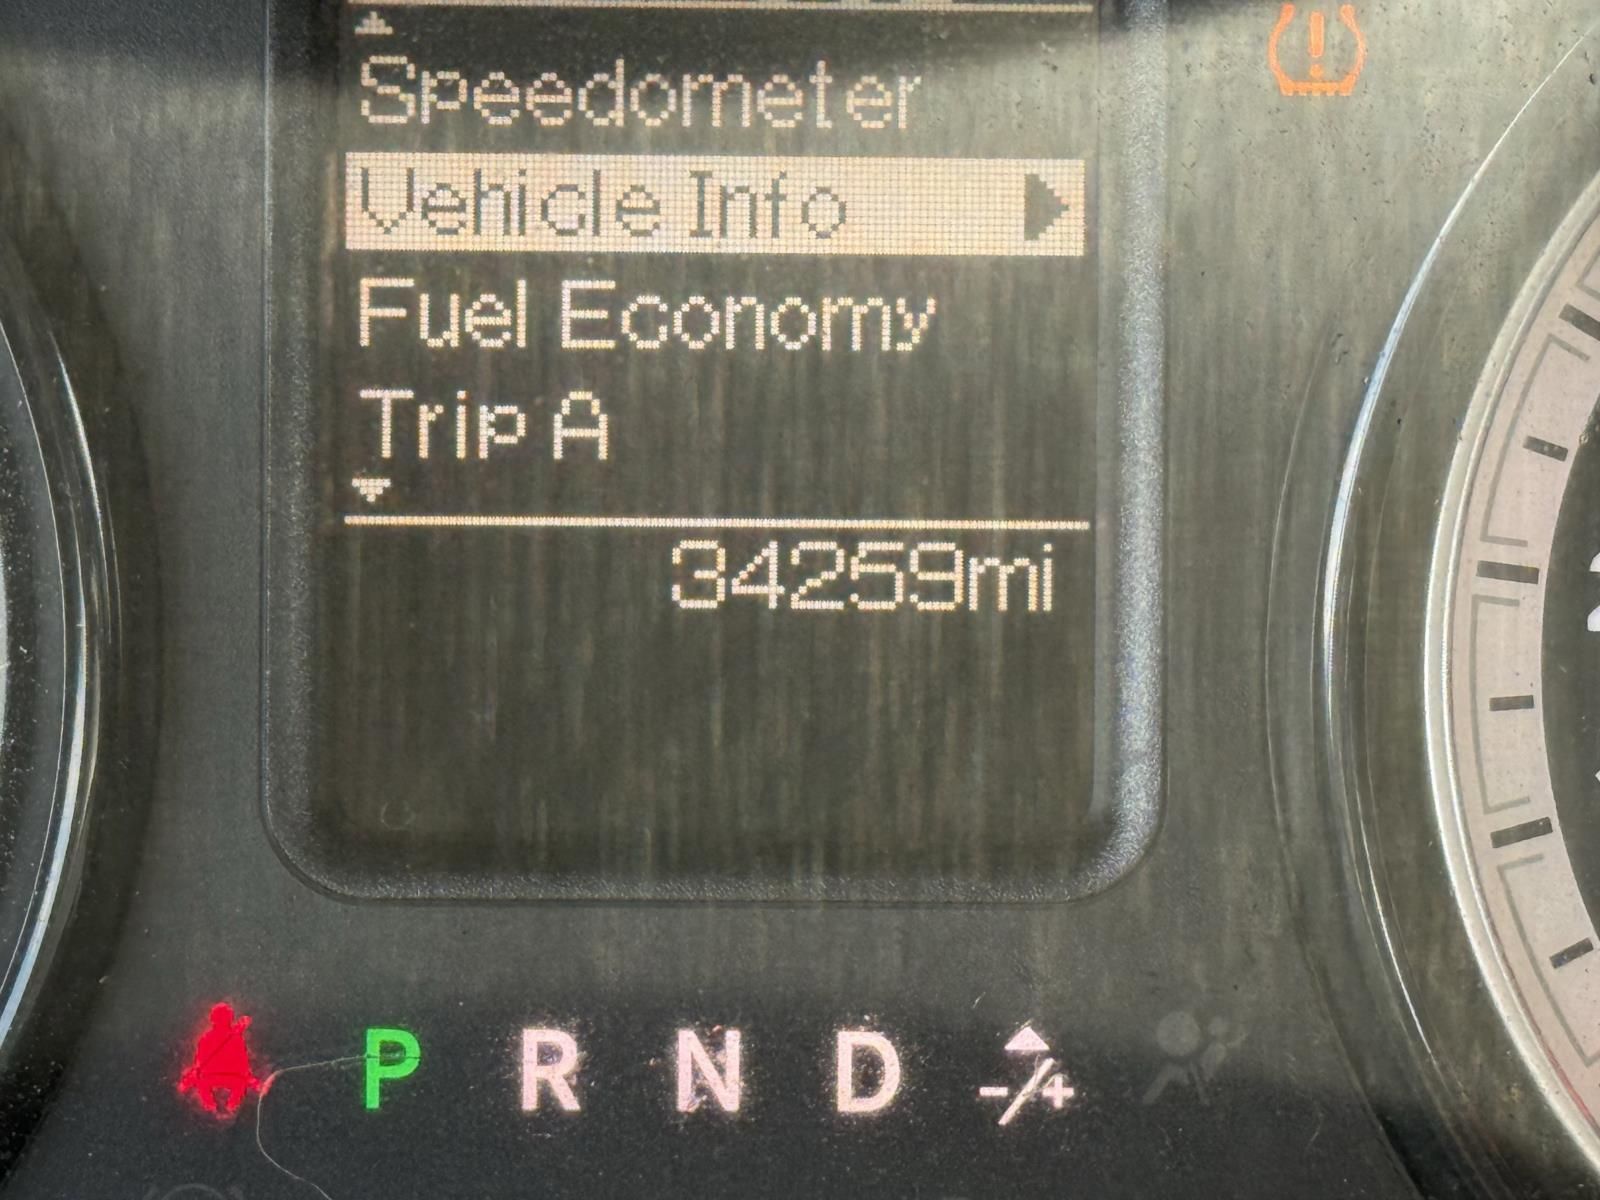 Speedometer
Vehicle Info
Fuel Economy
Trip A
34259mi
P R N D -/+